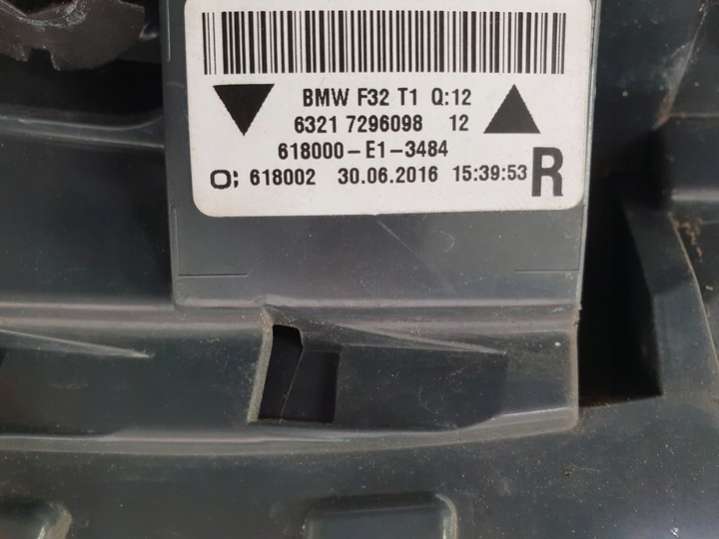 BMW F32 T1 Q:12
6321 7296098 12
618000-E1-3484
O; 618002 30.06.2016 15:39:53 R